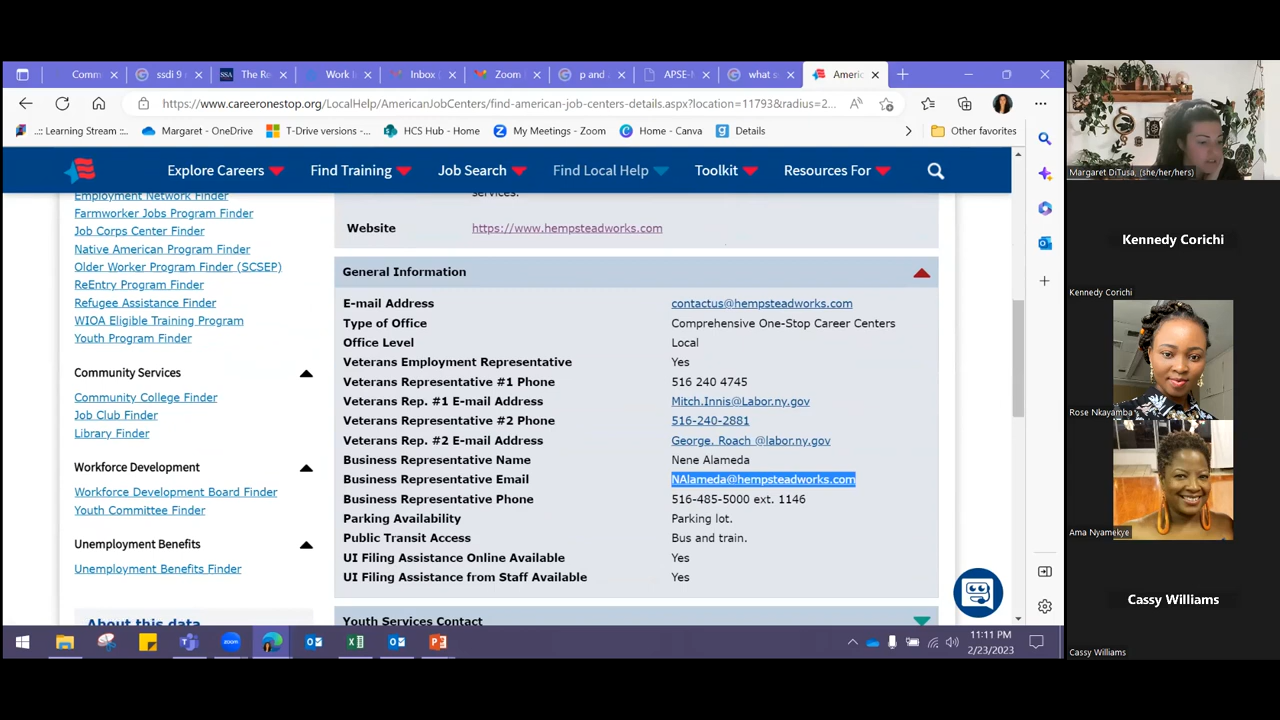 Comm
ssdi 9
SSA
The Re
Work I
Inbox (
Zoom
p and
APSE-
what s
Americ
https://www.careeronestop.org/LocalHelp/AmericanJobCenters/find-american-job-centers-details.aspx?location=11793&radius=2...
.:: Learning Stream ::.
Margaret - OneDrive
T-Drive versions -...
HCS Hub - Home
My Meetings - Zoom
Home - Canva
Details
Other favorites
Explore Careers
Find Training
Job Search
Find Local Help
Toolkit
Resources For
Employment Network Finder
Farmworker Jobs Program Finder
Job Corps Center Finder
Native American Program Finder
Older Worker Program Finder (SCSEP)
ReEntry Program Finder
Refugee Assistance Finder
WIOA Eligible Training Program
Youth Program Finder
Community Services
Community College Finder
Job Club Finder
Library Finder
Workforce Development
Workforce Development Board Finder
Youth Committee Finder
Unemployment Benefits
Unemployment Benefits Finder
About this data
services.
Website https://www.hempsteadworks.com
General Information
E-mail Address contactus@hempsteadworks.com
Type of Office Comprehensive One-Stop Career Centers
Office Level Local
Veterans Employment Representative Yes
Veterans Representative #1 Phone 516 240 4745
Veterans Rep. #1 E-mail Address Mitch.Innis@Labor.ny.gov
Veterans Representative #2 Phone 516-240-2881
Veterans Rep. #2 E-mail Address George. Roach @labor.ny.gov
Business Representative Name Nene Alameda
Business Representative Email NAlameda@hempsteadworks.com
Business Representative Phone 516-485-5000 ext. 1146
Parking Availability Parking lot.
Public Transit Access Bus and train.
UI Filing Assistance Online Available Yes
UI Filing Assistance from Staff Available Yes
Youth Services Contact
zoom
11:11 PM
2/23/2023
Margaret DiTusa, (she/her/hers)
Kennedy Corichi
Kennedy Corichi
Rose Nkayamba
Ama Nyamekye
Cassy Williams
Cassy Williams